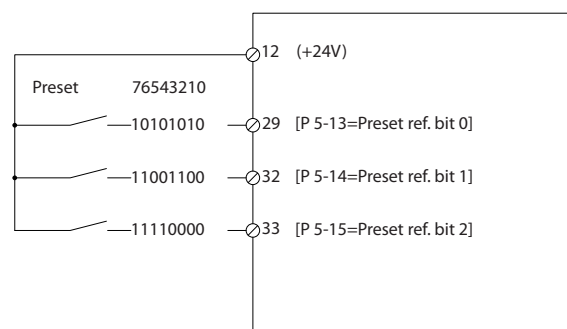 12 (+24V)
Preset 76543210
10101010 29 [P 5-13=Preset ref. bit 0]
11001100 32 [P 5-14=Preset ref. bit 1]
11110000 33 [P 5-15=Preset ref. bit 2]